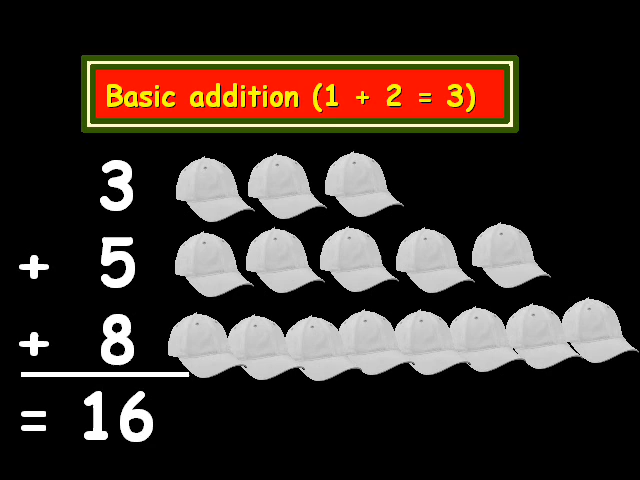 Basic addition (1 + 2 = 3)
3
+ 5
+ 8
= 16